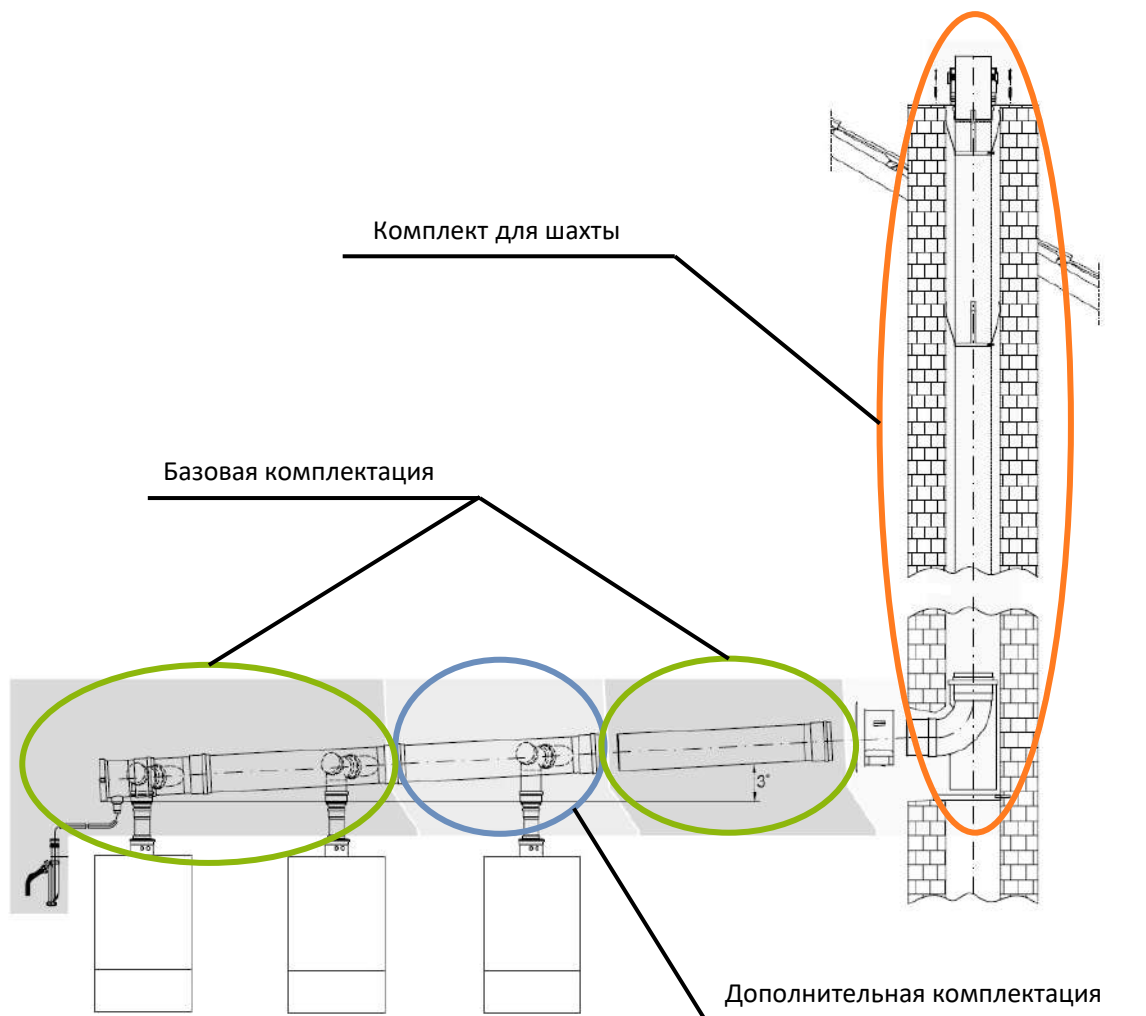 Комплект для шахты
Базовая комплектация
3°
Дополнительная комплектация